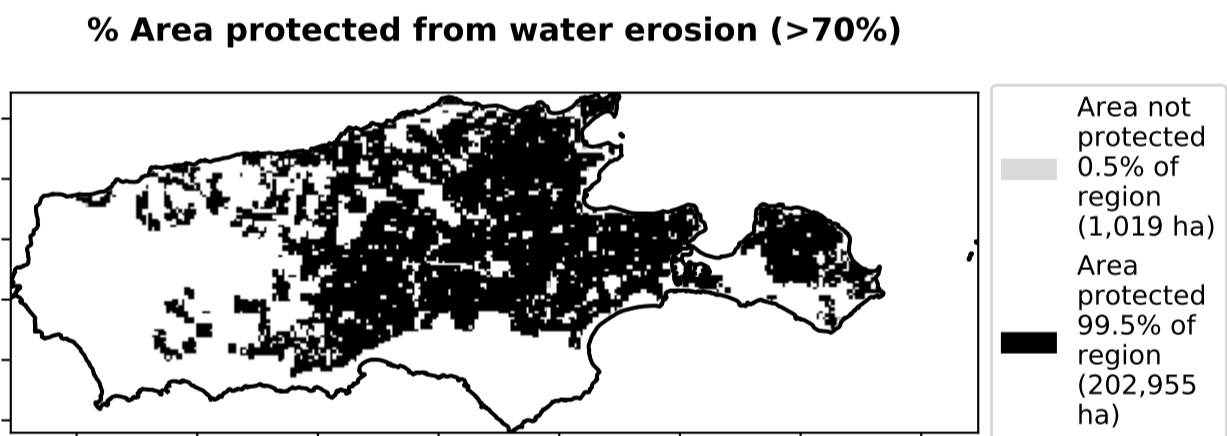 % Area protected from water erosion (>70%)
Area not
protected
0.5% of
region
(1,019 ha)
Area
protected
99.5% of
region
(202,955
ha)